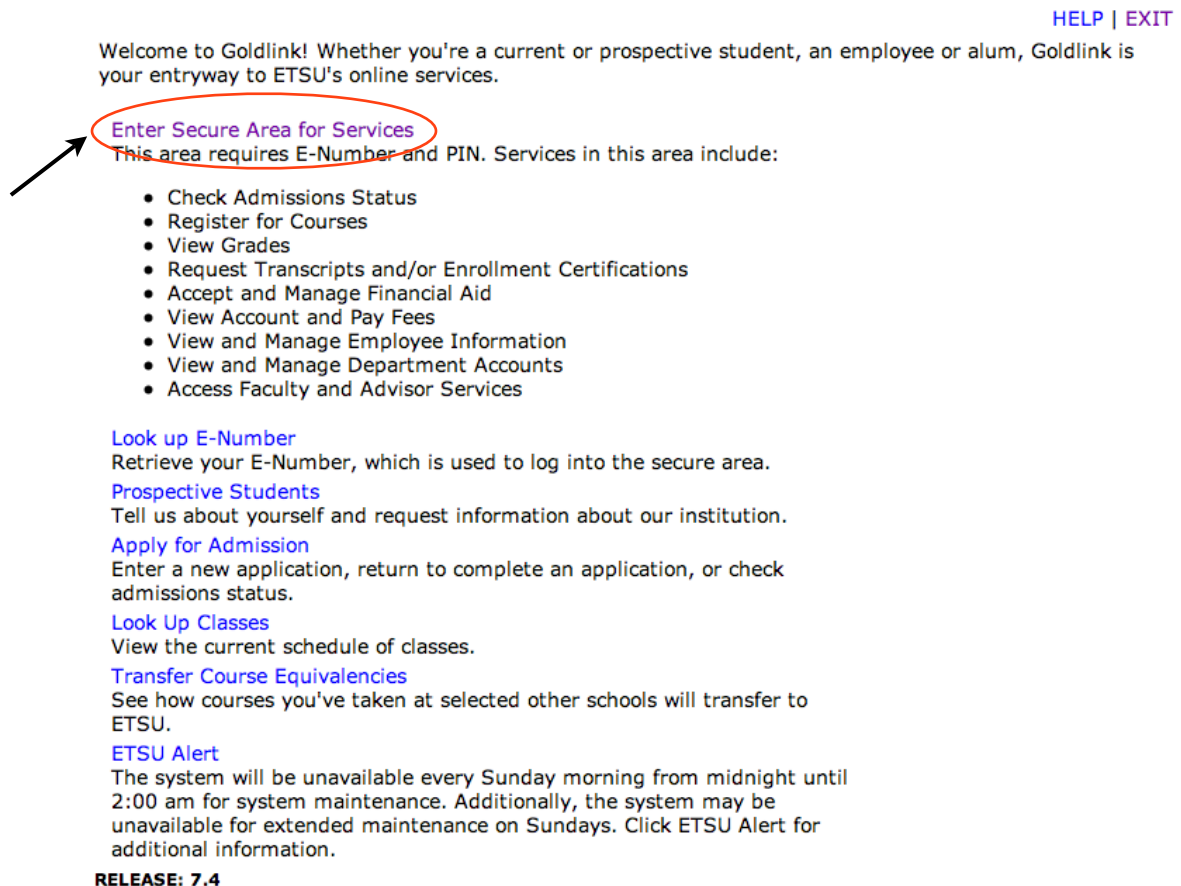 HELP | EXIT
Welcome to Goldlink! Whether you're a current or prospective student, an employee or alum, Goldlink is
your entryway to ETSU's online services.
Enter Secure Area for Services
This area requires E-Number and PIN. Services in this area include:
• Check Admissions Status
• Register for Courses
• View Grades
• Request Transcripts and/or Enrollment Certifications
• Accept and Manage Financial Aid
• View Account and Pay Fees
• View and Manage Employee Information
• View and Manage Department Accounts
• Access Faculty and Advisor Services
Look up E-Number
Retrieve your E-Number, which is used to log into the secure area.
Prospective Students
Tell us about yourself and request information about our institution.
Apply for Admission
Enter a new application, return to complete an application, or check
admissions status.
Look Up Classes
View the current schedule of classes.
Transfer Course Equivalencies
See how courses you've taken at selected other schools will transfer to
ETSU.
ETSU Alert
The system will be unavailable every Sunday morning from midnight until
2:00 am for system maintenance. Additionally, the system may be
unavailable for extended maintenance on Sundays. Click ETSU Alert for
additional information.
RELEASE: 7.4